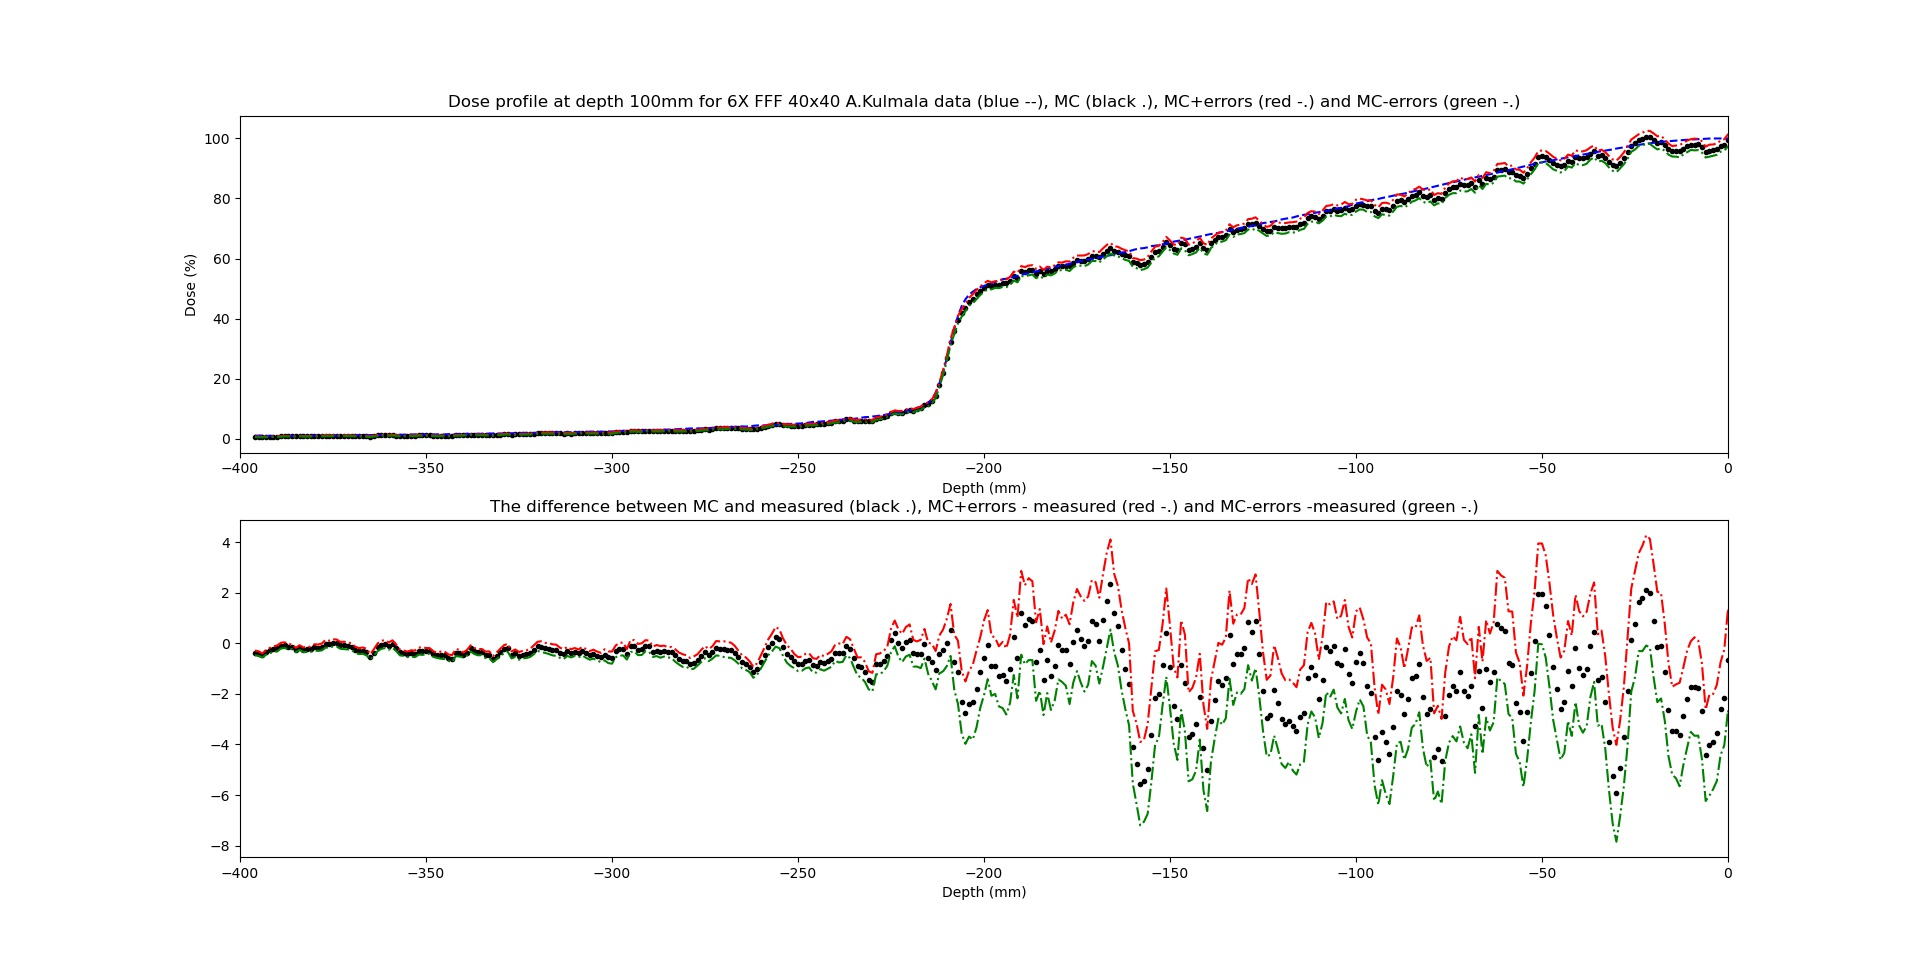 Dose profile at depth 100mm for 6X FFF 40x40 A.Kulmala data (blue --), MC (black .), MC+errors (red -.) and MC-errors (green -.)
100
80
60
40
20
0
Dose (%)
−400 −350 −300 −250 −200 −150 −100 −50 0
Depth (mm)
The difference between MC and measured (black .), MC+errors - measured (red -.) and MC-errors -measured (green -.)
4
2
0
−2
−4
−6
−8
−400 −350 −300 −250 −200 −150 −100 −50 0
Depth (mm)